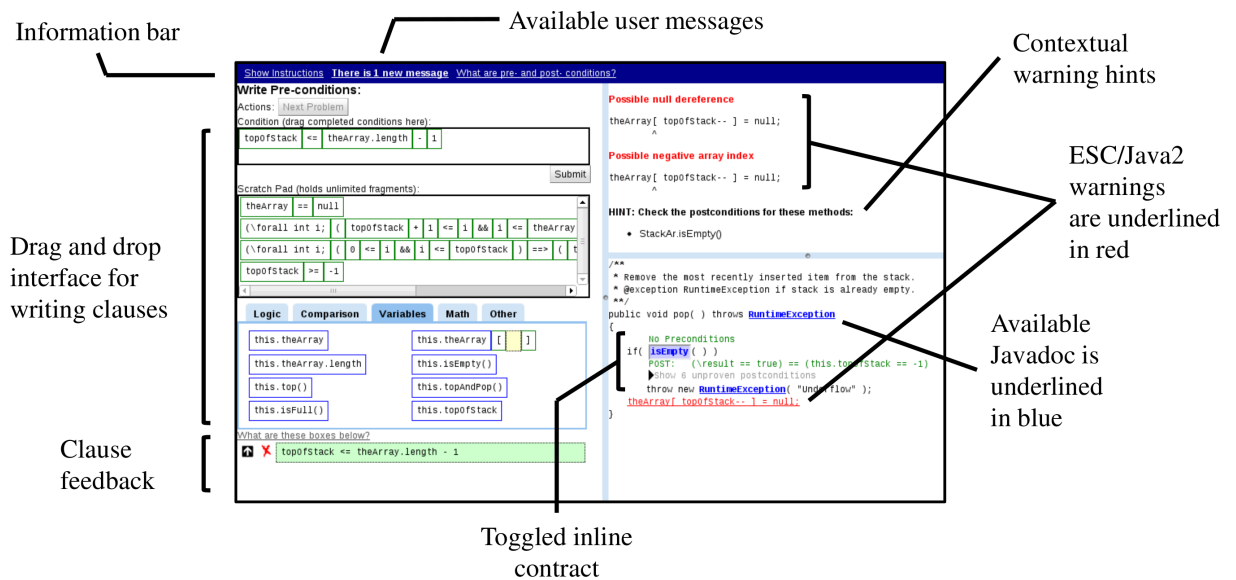 Information bar
Available user messages
Contextual
warning hints
ESC/Java2
warnings
are underlined
in red
Available
Javadoc is
underlined
in blue
Drag and drop
interface for
writing clauses
Clause
feedback
Toggled inline
contract
Show Instructions There is 1 new message What are pre- and post- conditions?
Write Pre-conditions:
Actions: Next Problem
Condition (drag completed conditions here):
topOfStack <= theArray.length - 1
Submit
Scratch Pad (holds unlimited fragments):
theArray == null
(\forall int i; ( topOfStack + 1 <= i && i <= theArray
(\forall int i; ( 0 <= i && i <= topOfStack ) ==> ( t
topOfStack >= -1
Logic Comparison Variables Math Other
this.theArray this.theArray [ ]
this.theArray.length this.isEmpty()
this.top() this.topAndPop()
this.isFull() this.topOfStack
What are these boxes below?
topOfStack <= theArray.length - 1
Possible null dereference
theArray[ topOfStack-- ] = null;
^
Possible negative array index
theArray[ topOfStack-- ] = null;
^
HINT: Check the postconditions for these methods:
• StackAr.isEmpty()
/**
* Remove the most recently inserted item from the stack.
* @exception RuntimeException if stack is already empty.
**/
public void pop( ) throws RuntimeException
{
No Preconditions
if( isEmpty( ) )
POST: (\result == true) == (this.topOfStack == -1)
Show 6 unproven postconditions
throw new RuntimeException( "Underflow" );
theArray[ topOfStack-- ] = null;
}